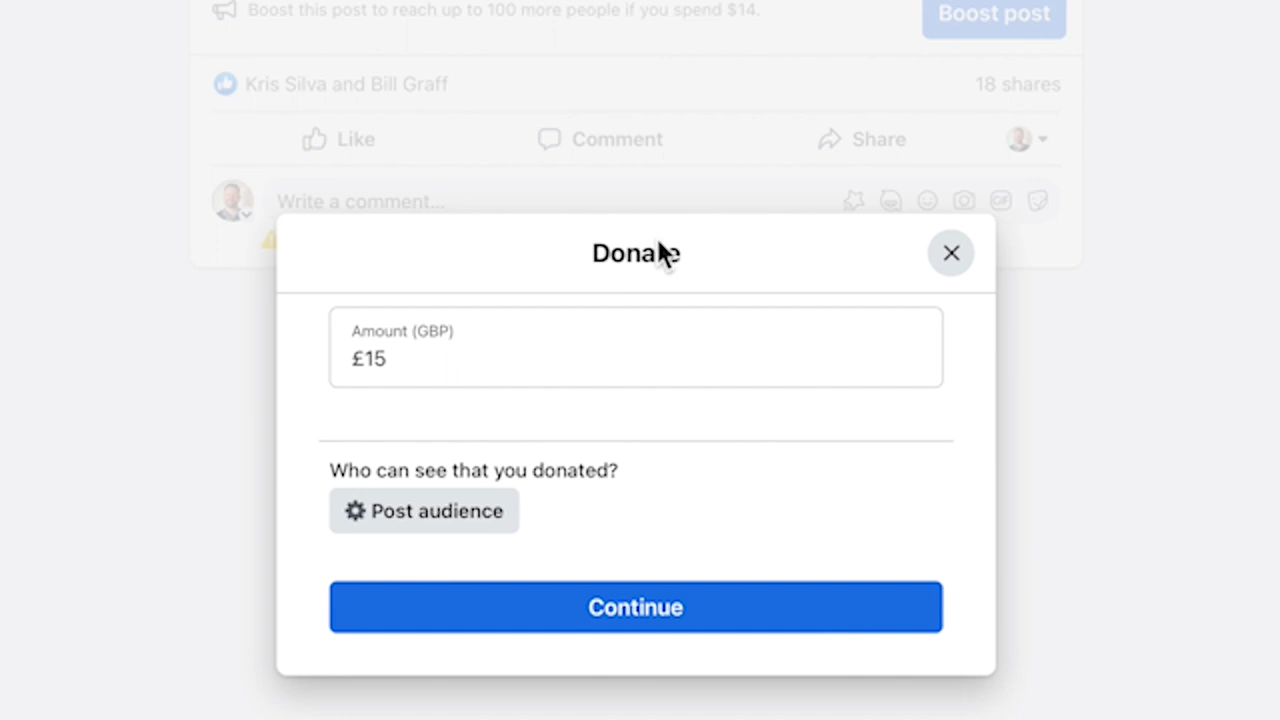 Boost this post to reach up to 100 more people if you spend $14.
Boost post
Kris Silva and Bill Graff
18 shares
Like
Comment
Share
Write a comment...
GIF
Donate
Amount (GBP)
£15
Who can see that you donated?
Post audience
Continue